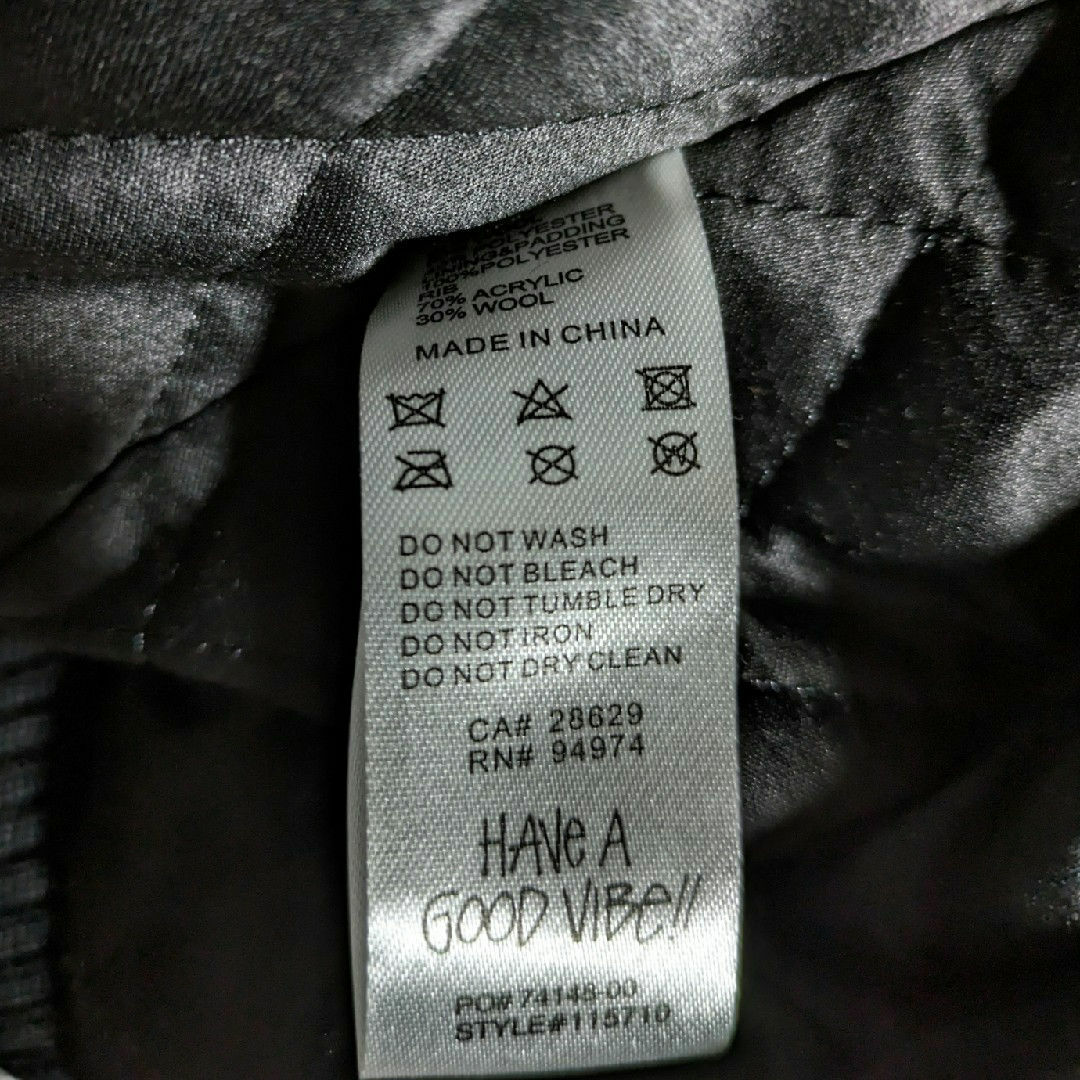 POLYESTER
LINING&PADDING
100%POLYESTER
RIB
70% ACRYLIC
30% WOOL
MADE IN CHINA
W
DO NOT WASH
DO NOT BLEACH
DO NOT TUMBLE DRY
DO NOT IRON
DO NOT DRY CLEAN
CA# 28629
RN# 94974
HAVE A
GOOD VIBE!!
PO# 74148-00
STYLE#115710